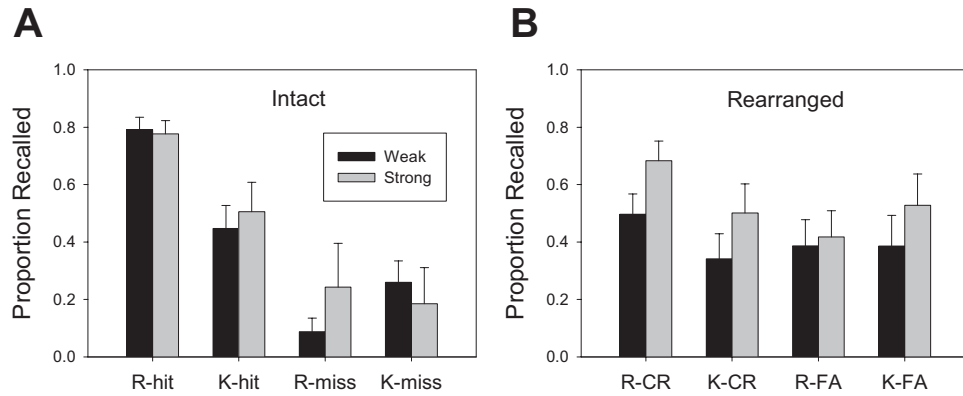 A
Proportion Recalled
1.0
0.8
0.6
0.4
0.2
0.0
Intact
Weak
Strong
R-hit K-hit R-miss K-miss
B
Proportion Recalled
1.0
0.8
0.6
0.4
0.2
0.0
Rearranged
R-CR K-CR R-FA K-FA